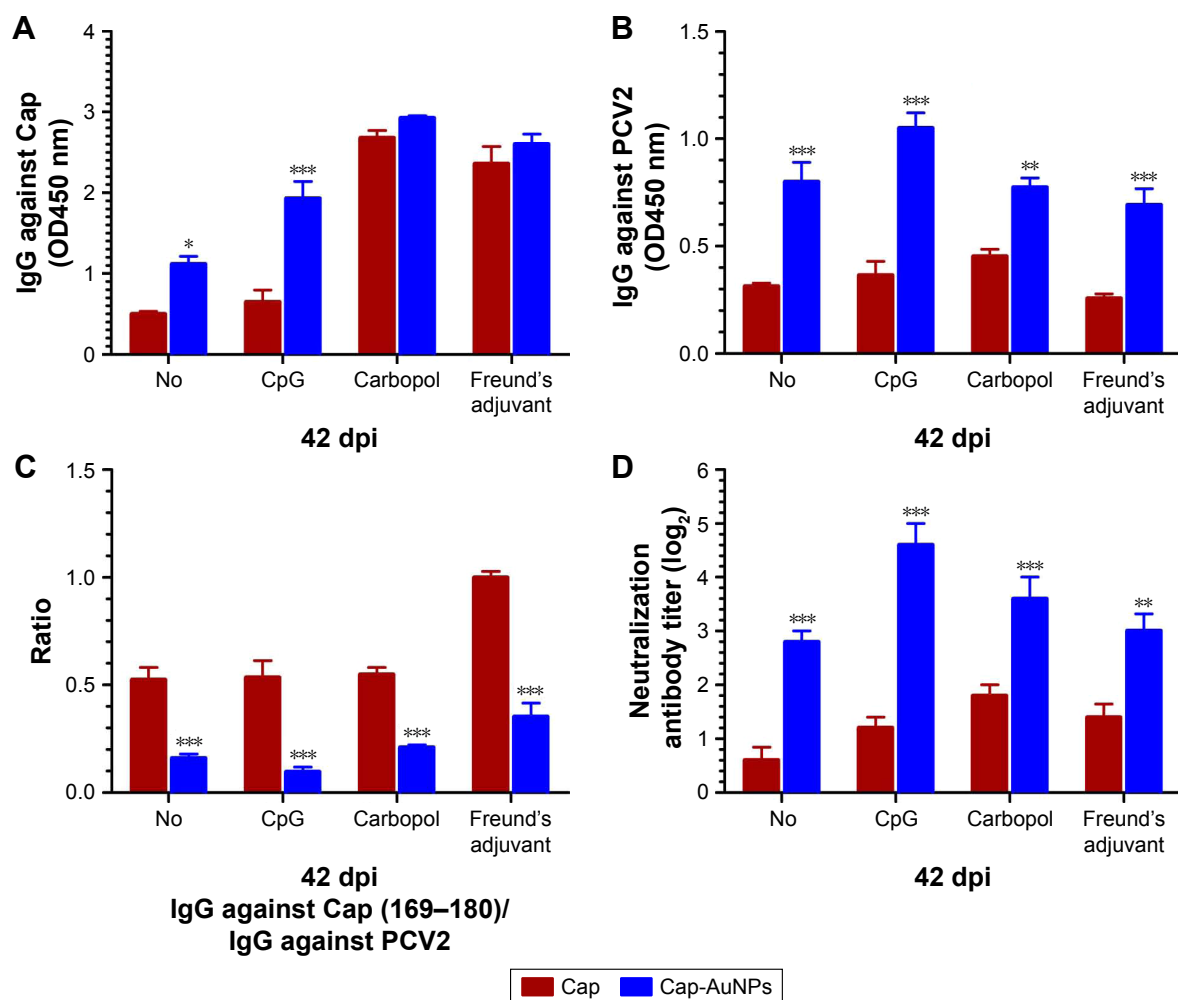 A
IgG against Cap
(OD450 nm)
4
3
2
1
0
*
***
No
CpG
Carbopol
Freund's
adjuvant
42 dpi
B
IgG against PCV2
(OD450 nm)
1.5
1.0
0.5
0.0
***
***
**
***
No
CpG
Carbopol
Freund's
adjuvant
42 dpi
C
Ratio
1.5
1.0
0.5
0.0
***
***
***
***
No
CpG
Carbopol
Freund's
adjuvant
42 dpi
IgG against Cap (169–180)/
IgG against PCV2
D
Neutralization
antibody titer (log₂)
6
5
4
3
2
1
0
***
***
***
**
No
CpG
Carbopol
Freund's
adjuvant
42 dpi
Cap
Cap-AuNPs